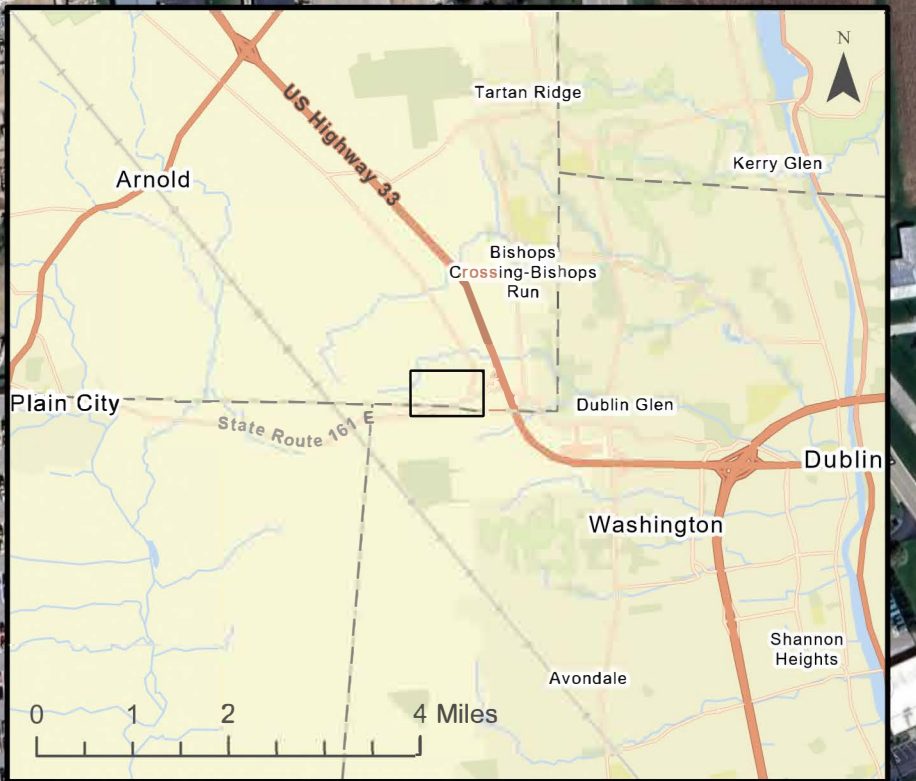 N
Tartan Ridge
US Highway 33
Kerry Glen
Arnold
Bishops
Crossing-Bishops
Run
Plain City
Dublin Glen
State Route 161 E
Dublin
Washington
Shannon
Heights
Avondale
0 1 2 4 Miles